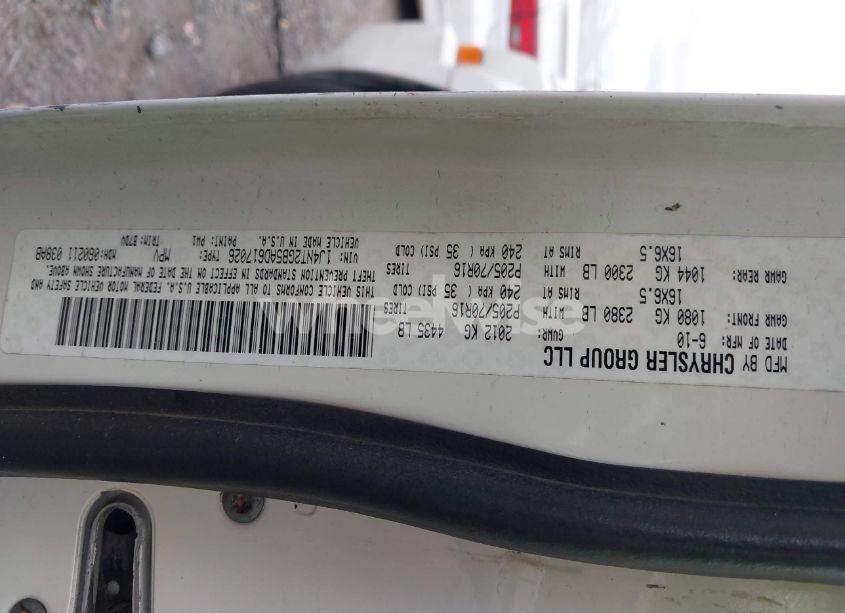 MFD BY CHRYSLER GROUP LLC
DATE OF MFR: 6-10 GVWR: 2012 KG 4435 LB
GAWR FRONT: 1080 KG 2380 LB WITH P205/70R16 TIRES
16X6.5 RIMS AT 240 KPA ( 35 PSI) COLD
GAWR REAR: 1044 KG 2300 LB WITH P205/70R16 TIRES
16X6.5 RIMS AT 240 KPA ( 35 PSI) COLD
THIS VEHICLE CONFORMS TO ALL APPLICABLE U.S.A. FEDERAL MOTOR VEHICLE SAFETY AND
THEFT PREVENTION STANDARDS IN EFFECT ON THE DATE OF MANUFACTURE SHOWN ABOVE.
VIN: 1J4NT2GB5AD617026 TYPE: MPV MDH:060211 038AB
VEHICLE MADE IN U.S.A. PAINT: PW1 TRIM: B7DV